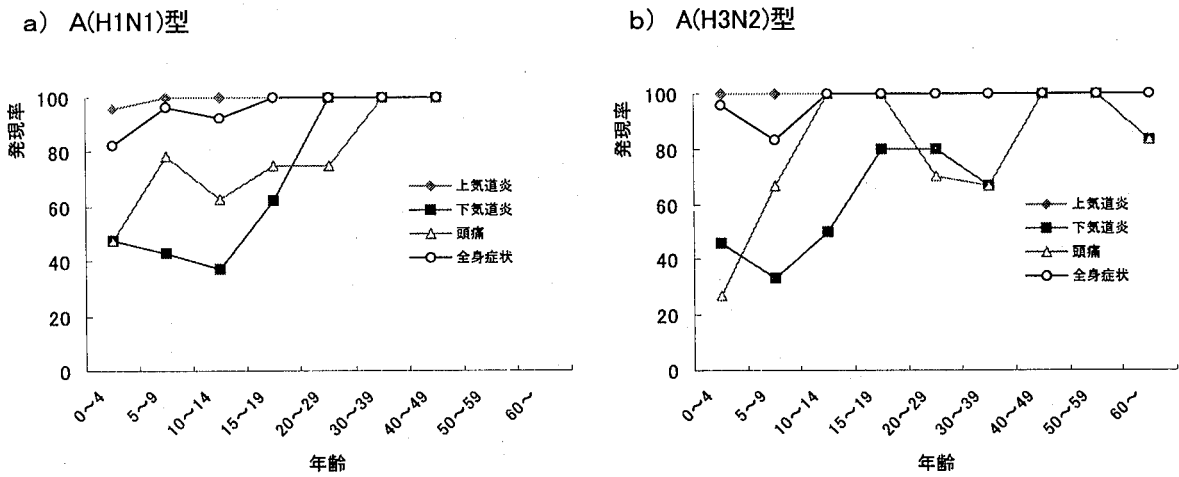 a) A(H1N1)型
発現率
100
80
60
40
20
0
上気道炎
下気道炎
頭痛
全身症状
0～4
5～9
10～14
15～19
20～29
30～39
40～49
50～59
60～
年齢
b) A(H3N2)型
発現率
100
80
60
40
20
0
上気道炎
下気道炎
頭痛
全身症状
0～4
5～9
10～14
15～19
20～29
30～39
40～49
50～59
60～
年齢